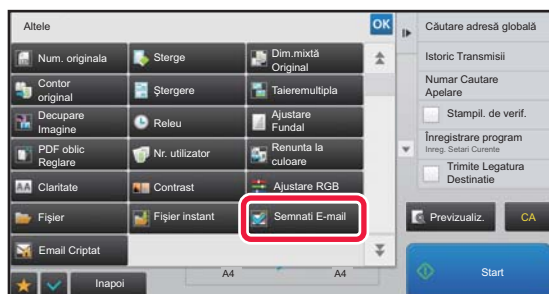 Altele
OK
Num. originala
Sterge
Dim.mixtă
Original
Contor
original
Ştergere
Taieremultipla
Decupare
Imagine
Releu
Ajustare
Fundal
PDF oblic
Reglare
Nr. utilizator
Renunta la
culoare
Claritate
Contrast
Ajustare RGB
Fişier
Fişier instant
Semnati E-mail
Email Criptat
Inapoi
A4
A4
Căutare adresă globală
Istoric Transmisii
Numar Cautare
Apelare
Stampil. de verif.
Înregistrare program
Inreg. Setari Curente
Trimite Legatura
Destinatie
Previzualiz.
CA
Start